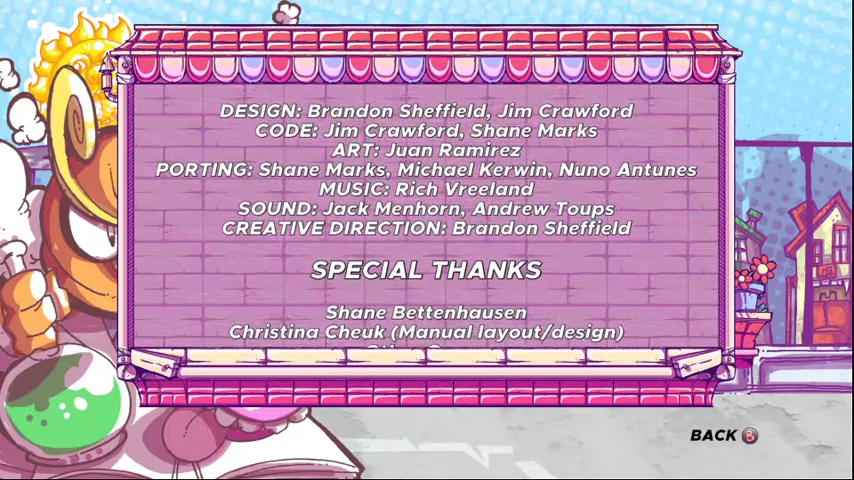 DESIGN: Brandon Sheffield, Jim Crawford
CODE: Jim Crawford, Shane Marks
ART: Juan Ramirez
PORTING: Shane Marks, Michael Kerwin, Nuno Antunes
MUSIC: Rich Vreeland
SOUND: Jack Menhorn, Andrew Toups
CREATIVE DIRECTION: Brandon Sheffield
SPECIAL THANKS
Shane Bettenhausen
Christina Cheuk (Manual layout/design)
BACK B